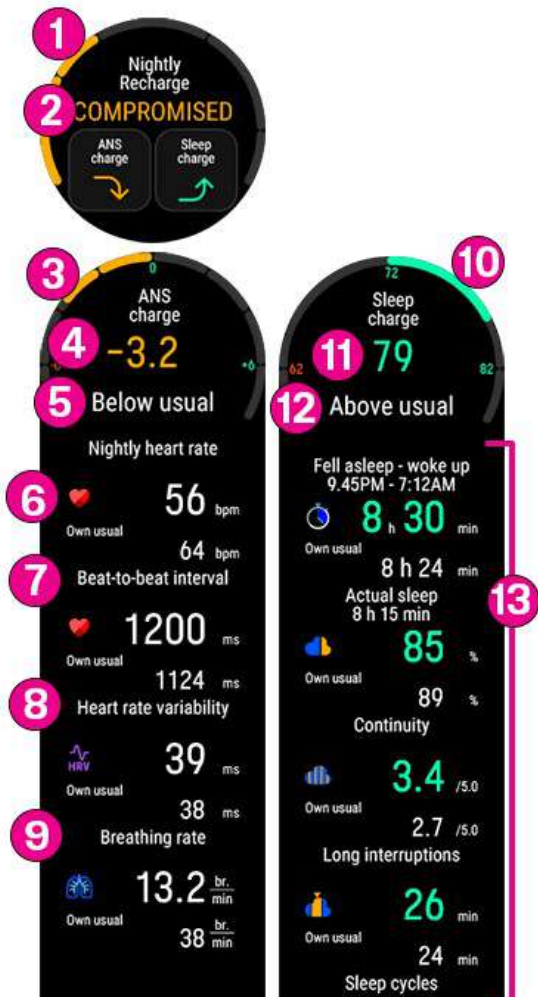 1
Nightly
Recharge
2
COMPROMISED
ANS
charge
Sleep
charge
3
0
ANS
charge
4
-3.2
+6
5
Below usual
Nightly heart rate
6
56 bpm
Own usual
64 bpm
7
Beat-to-beat interval
1200 ms
Own usual
1124 ms
8
Heart rate variability
HRV
39 ms
Own usual
38 ms
9
Breathing rate
13.2 br./min
Own usual
38 br./min
10
72
Sleep
charge
11
79
62
82
12
Above usual
13
Fell asleep - woke up
9.45PM - 7:12AM
8 h 30 min
Own usual
8 h 24 min
Actual sleep
8 h 15 min
85 %
Own usual
89 %
Continuity
3.4 /5.0
Own usual
2.7 /5.0
Long interruptions
26 min
Own usual
24 min
Sleep cycles